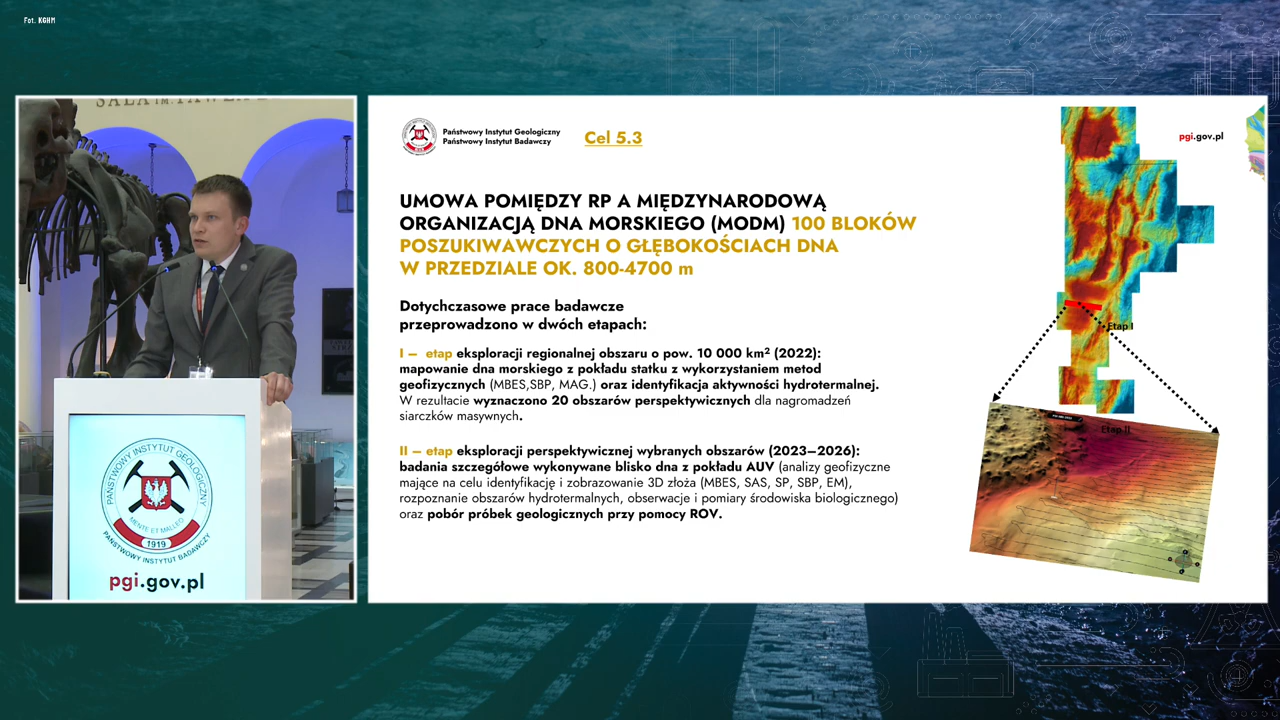 Fot. KGHM
SALA IM. PAWŁA
Państwowy Instytut Geologiczny
Państwowy Instytut Badawczy
Cel 5.3
pgi.gov.pl
UMOWA POMIĘDZY RP A MIĘDZYNARODOWĄ
ORGANIZACJĄ DNA MORSKIEGO (MODM) 100 BLOKÓW
POSZUKIWAWCZYCH O GŁĘBOKOŚCIACH DNA
W PRZEDZIALE OK. 800-4700 m
Dotychczasowe prace badawcze
przeprowadzono w dwóch etapach:
I – etap eksploracji regionalnej obszaru o pow. 10 000 km² (2022):
mapowanie dna morskiego z pokładu statku z wykorzystaniem metod
geofizycznych (MBES,SBP, MAG.) oraz identyfikacja aktywności hydrotermalnej.
W rezultacie wyznaczono 20 obszarów perspektywicznych dla nagromadzeń
siarczków masywnych.
II – etap eksploracji perspektywicznej wybranych obszarów (2023–2026):
badania szczegółowe wykonywane blisko dna z pokładu AUV (analizy geofizyczne
mające na celu identyfikację i zobrazowanie 3D złoża (MBES, SAS, SP, SBP, EM),
rozpoznanie obszarów hydrotermalnych, obserwacje i pomiary środowiska biologicznego)
oraz pobór próbek geologicznych przy pomocy ROV.
Etap I
Etap II
PAŃSTWOWY INSTYTUT GEOLOGICZNY
MENTE ET MALLEO
1919
PAŃSTWOWY INSTYTUT BADAWCZY
pgi.gov.pl